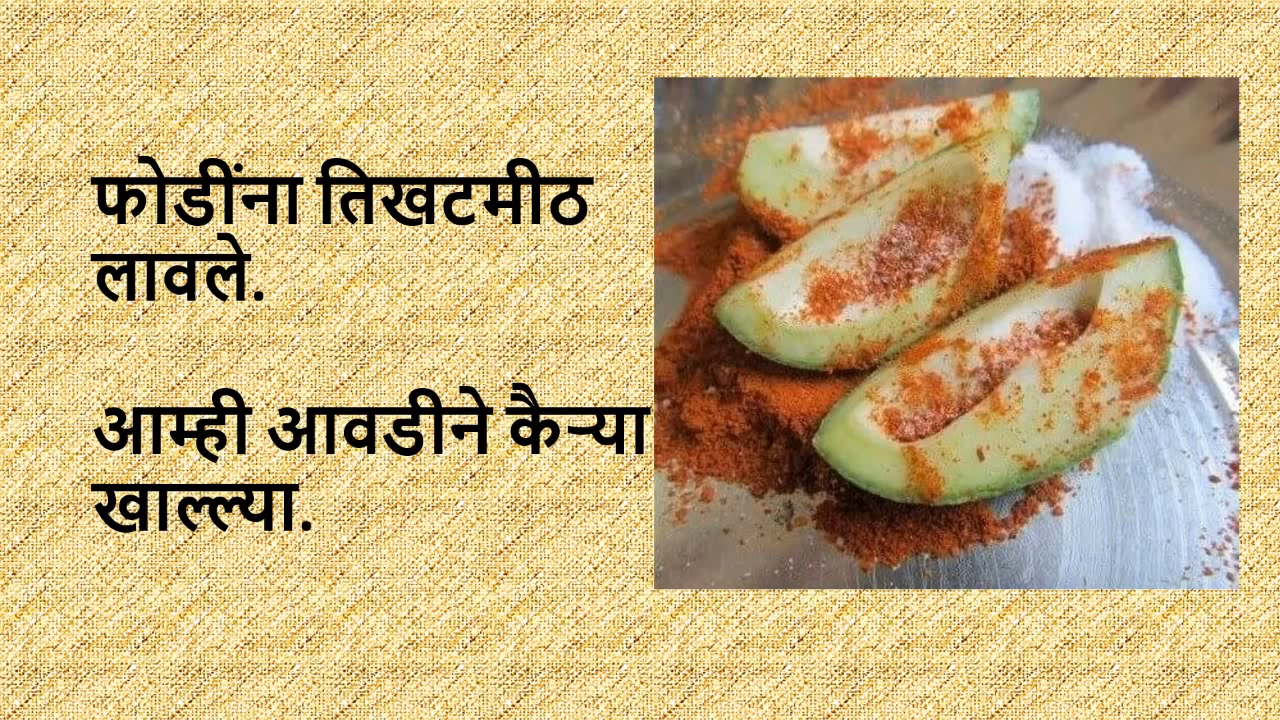 फोडींना तिखटमीठ
लावले.
आम्ही आवडीने कैऱ्या
खाल्ल्या.